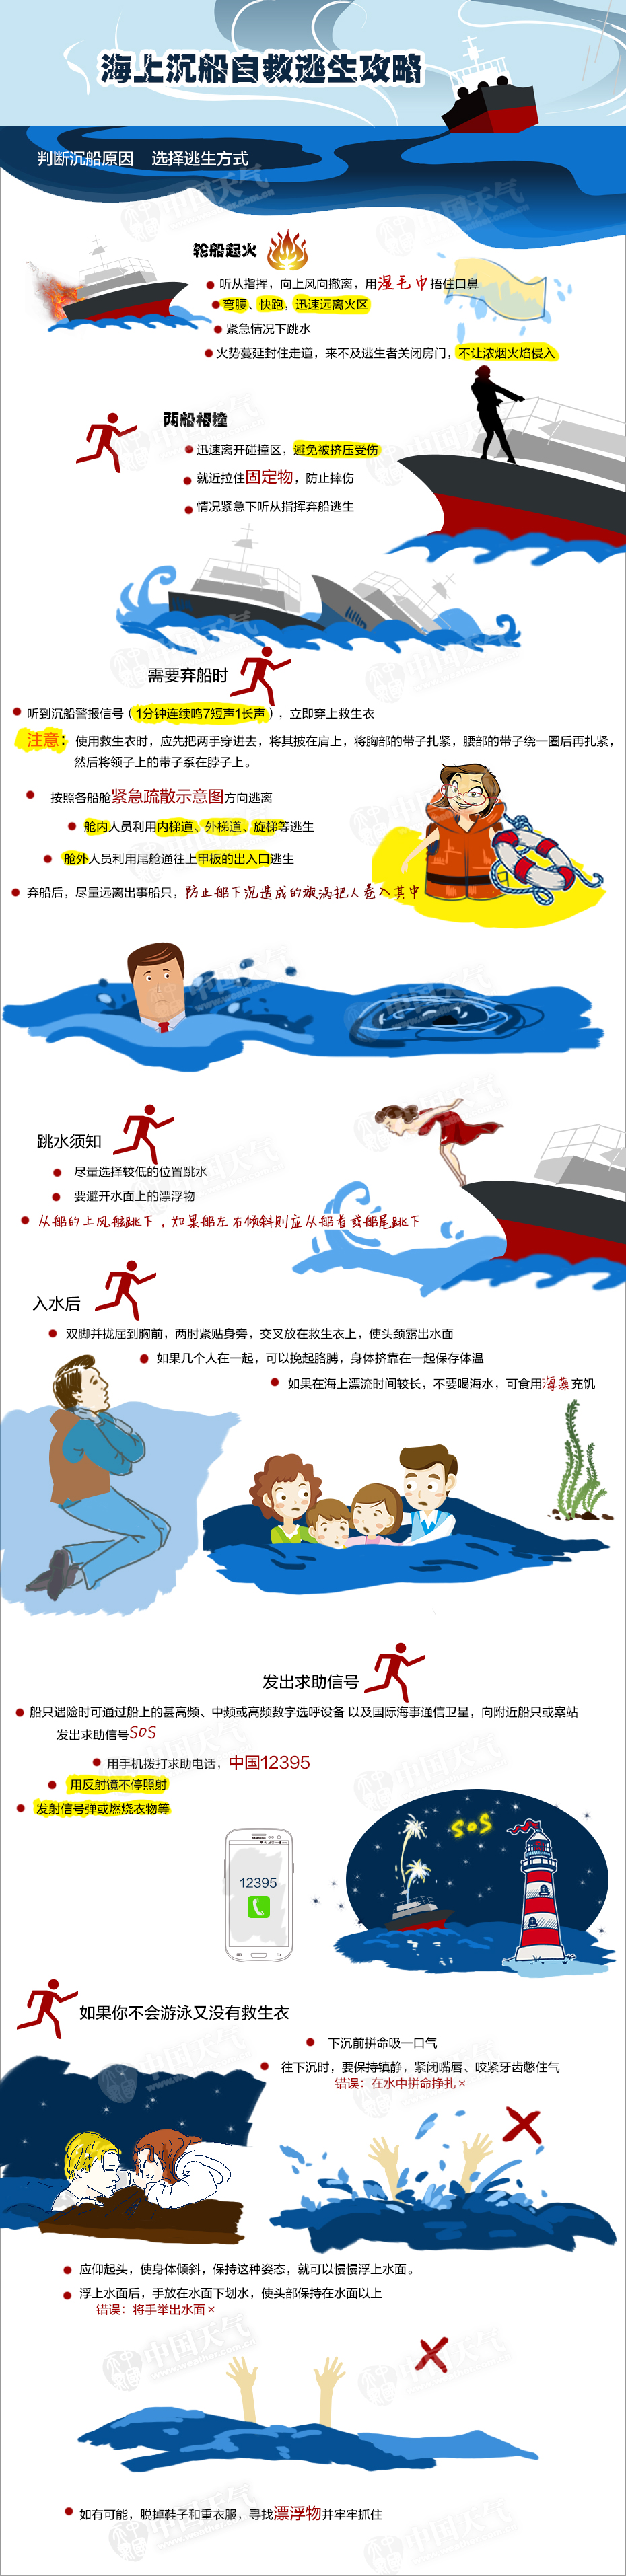 海上沉船自救逃生攻略
判断沉船原因 选择逃生方式
轮船起火
听从指挥，向上风向撤离，用湿毛巾捂住口鼻
弯腰、快跑，迅速远离火区
紧急情况下跳水
火势蔓延封住走道，来不及逃生者关闭房门，不让浓烟火焰侵入
两船相撞
迅速离开碰撞区，避免被挤压受伤
就近拉住固定物，防止摔伤
情况紧急下听从指挥弃船逃生
需要弃船时
听到沉船警报信号（1分钟连续鸣7短声1长声），立即穿上救生衣
注意：使用救生衣时，应先把两手穿进去，将其披在肩上，将胸部的带子扎紧，腰部的带子绕一圈后再扎紧，
然后将领子上的带子系在脖子上。
按照各船舱紧急疏散示意图方向逃离
舱内人员利用内梯道、外梯道、旋梯等逃生
舱外人员利用尾舱通往上甲板的出入口逃生
弃船后，尽量远离出事船只，防止船下沉造成的漩涡把人卷入其中
跳水须知
尽量选择较低的位置跳水
要避开水面上的漂浮物
从船的上风舷跳下，如果船左右倾斜则应从船首或船尾跳下
入水后
双脚并拢屈到胸前，两肘紧贴身旁，交叉放在救生衣上，使头颈露出水面
如果几个人在一起，可以挽起胳膊，身体挤靠在一起保存体温
如果在海上漂流时间较长，不要喝海水，可食用海藻充饥
发出求助信号
船只遇险时可通过船上的甚高频、中频或高频数字选呼设备 以及国际海事通信卫星，向附近船只或案站
发出求助信号SOS
用手机拨打求助电话，中国12395
用反射镜不停照射
发射信号弹或燃烧衣物等
SOS
SAMSUNG
12395
如果你不会游泳又没有救生衣
下沉前拼命吸一口气
往下沉时，要保持镇静，紧闭嘴唇、咬紧牙齿憋住气
错误：在水中拼命挣扎×
应仰起头，使身体倾斜，保持这种姿态，就可以慢慢浮上水面。
浮上水面后，手放在水面下划水，使头部保持在水面以上
错误：将手举出水面×
如有可能，脱掉鞋子和重衣服，寻找漂浮物并牢牢抓住
中国天气